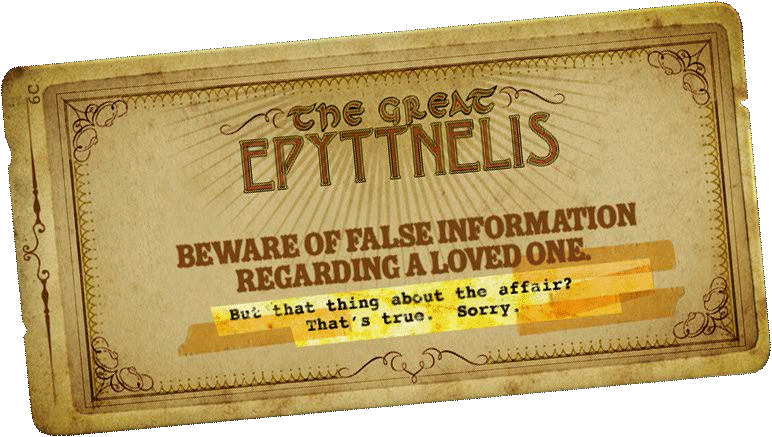 6C
THE GREAT
EPYTTNELIS
BEWARE OF FALSE INFORMATION
REGARDING A LOVED ONE.
But that thing about the affair?
That's true. Sorry.